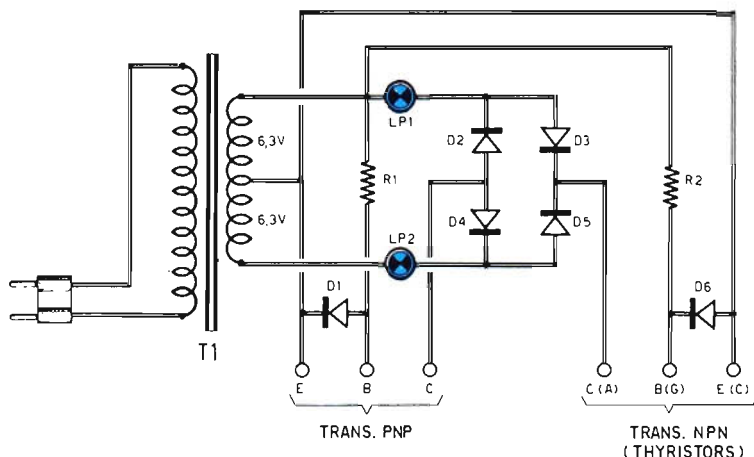 LP1
D2
D3
6,3V
R1
R2
6,3V
D4
D5
LP2
D1
D6
T1
E
B
C
C (A)
B(G)
E (C)
TRANS. PNP
TRANS. NPN
(THYRISTORS)